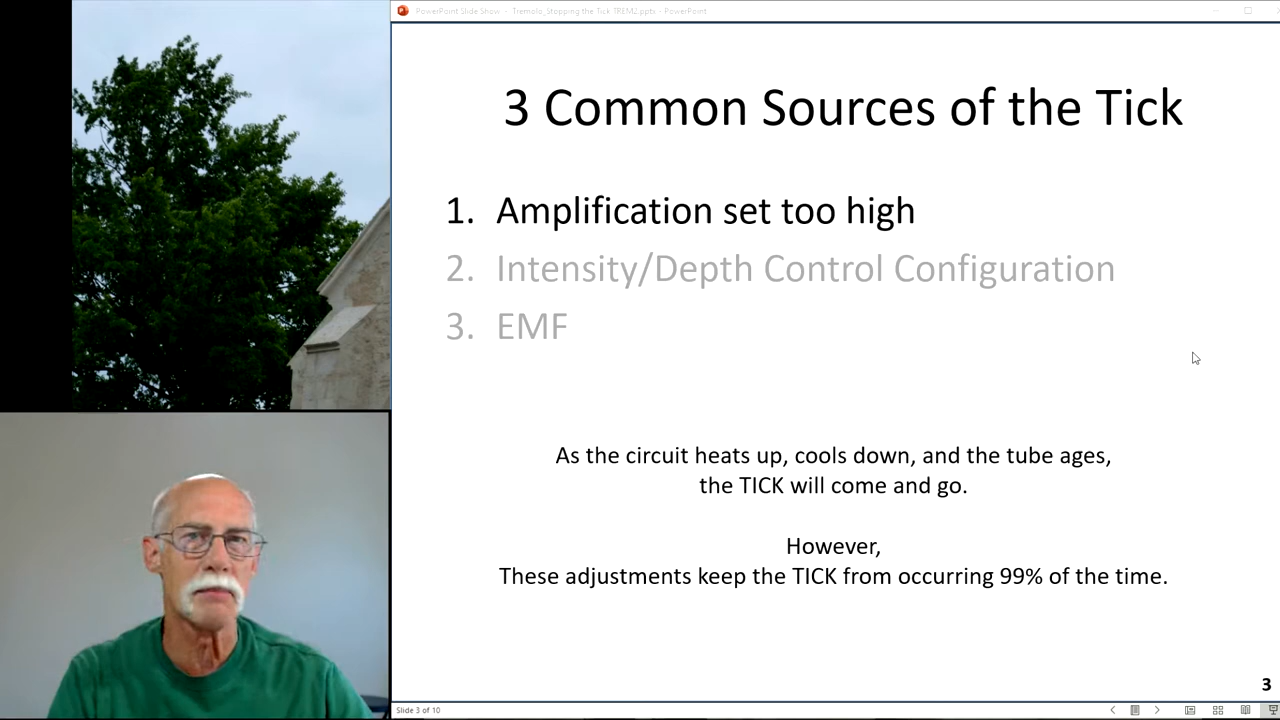 PowerPoint Slide Show - Tremolo_Stopping the Tick TREM2.pptx - PowerPoint
3 Common Sources of the Tick
1. Amplification set too high
2. Intensity/Depth Control Configuration
3. EMF
As the circuit heats up, cools down, and the tube ages,
the TICK will come and go.
However,
These adjustments keep the TICK from occurring 99% of the time.
3
Slide 3 of 10